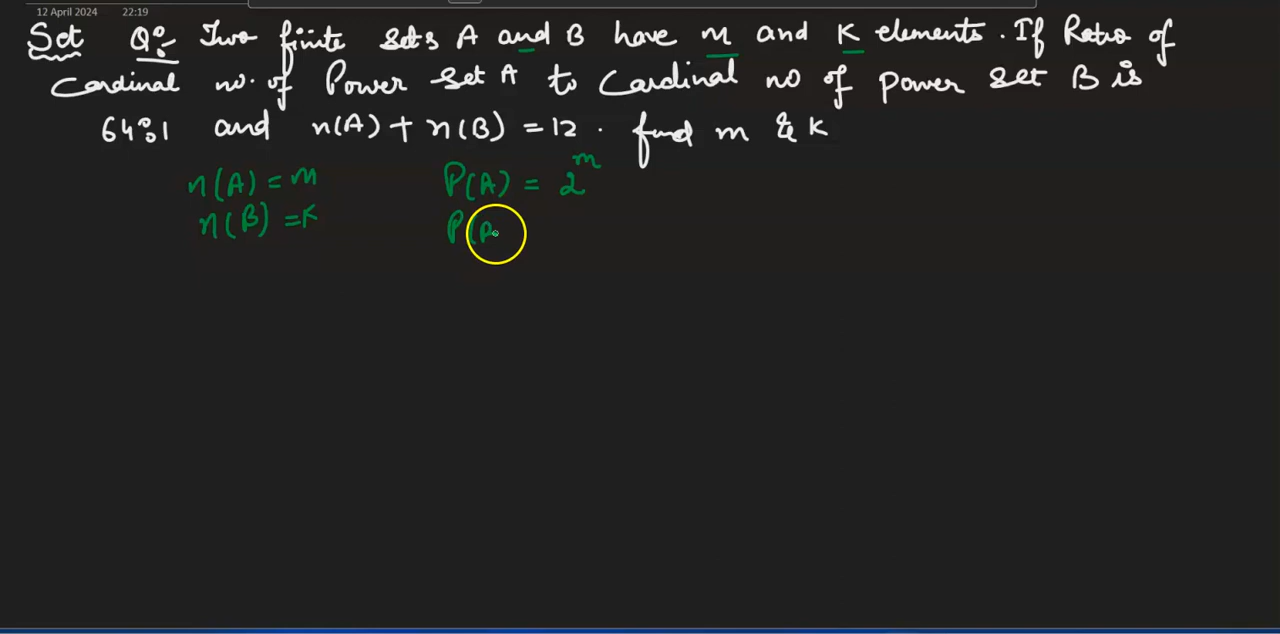 12 April 2024 22:19
Set Q:- Two finite sets A and B have m and K elements. If Ratio of
Cardinal no. of Power Set A to Cardinal no of power set B is
64:1 and n(A) + n(B) = 12. find m & K
n(A) = m P(A) = 2^m
n(B) = K P(